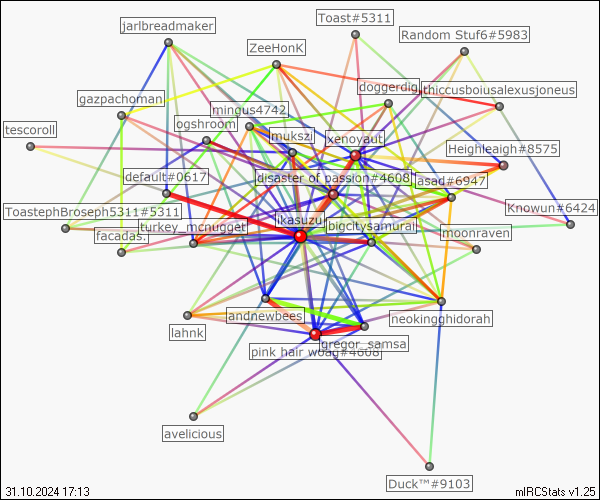 Toast#5311
jarlbreadmaker
Random Stuf6#5983
ZeeHonK
doggerdig
thiccusboiusalexusjoneus
gazpachoman
mingus4742
ogshroom
tescoroll
mukszi
xenoyaut
Heigheaigh#8575
default#0617
disaster of passion#4608
asad#6947
ToastephBroseph5311#5311
Knowun#6424
turkey_mcnugget
ikasuzu
bigcitysamurai
moonraven
facadas.
andnewbees
neokingghidorah
lahnk
pink hair woag#4608
gregor_samsa
avelicious
Duck™#9103
31.10.2024 17:13
mIRCStats v1.25